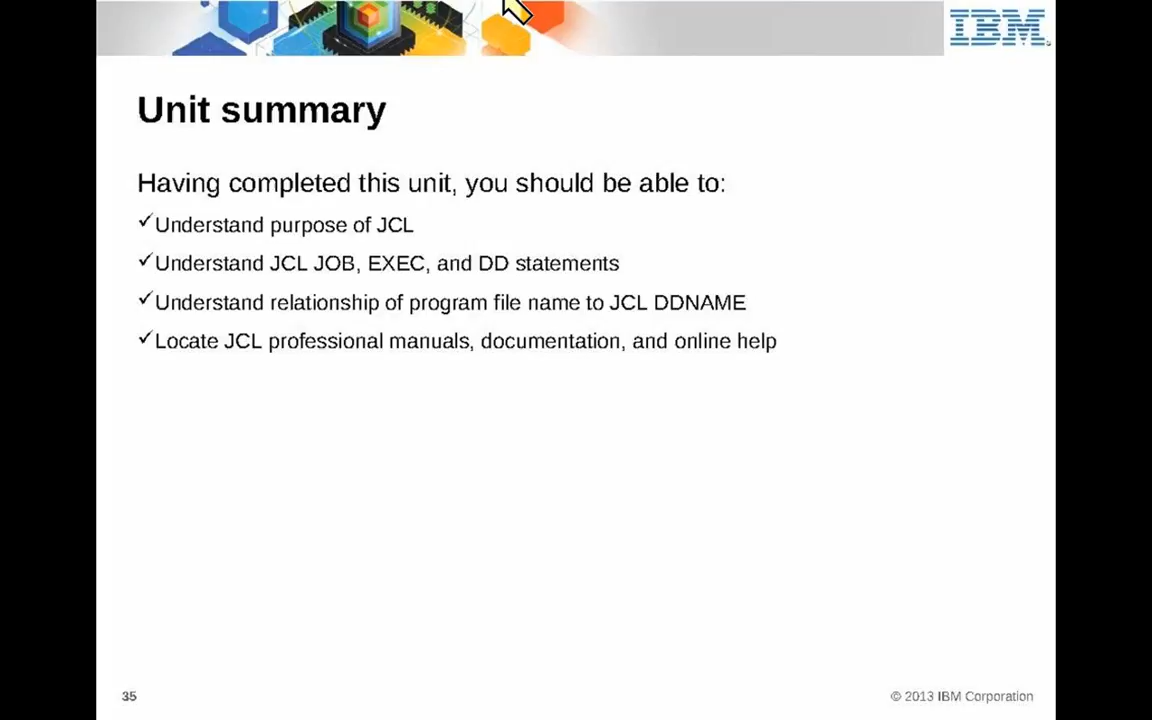 IBM
Unit summary
Having completed this unit, you should be able to:
✓Understand purpose of JCL
✓Understand JCL JOB, EXEC, and DD statements
✓Understand relationship of program file name to JCL DDNAME
✓Locate JCL professional manuals, documentation, and online help
35
© 2013 IBM Corporation